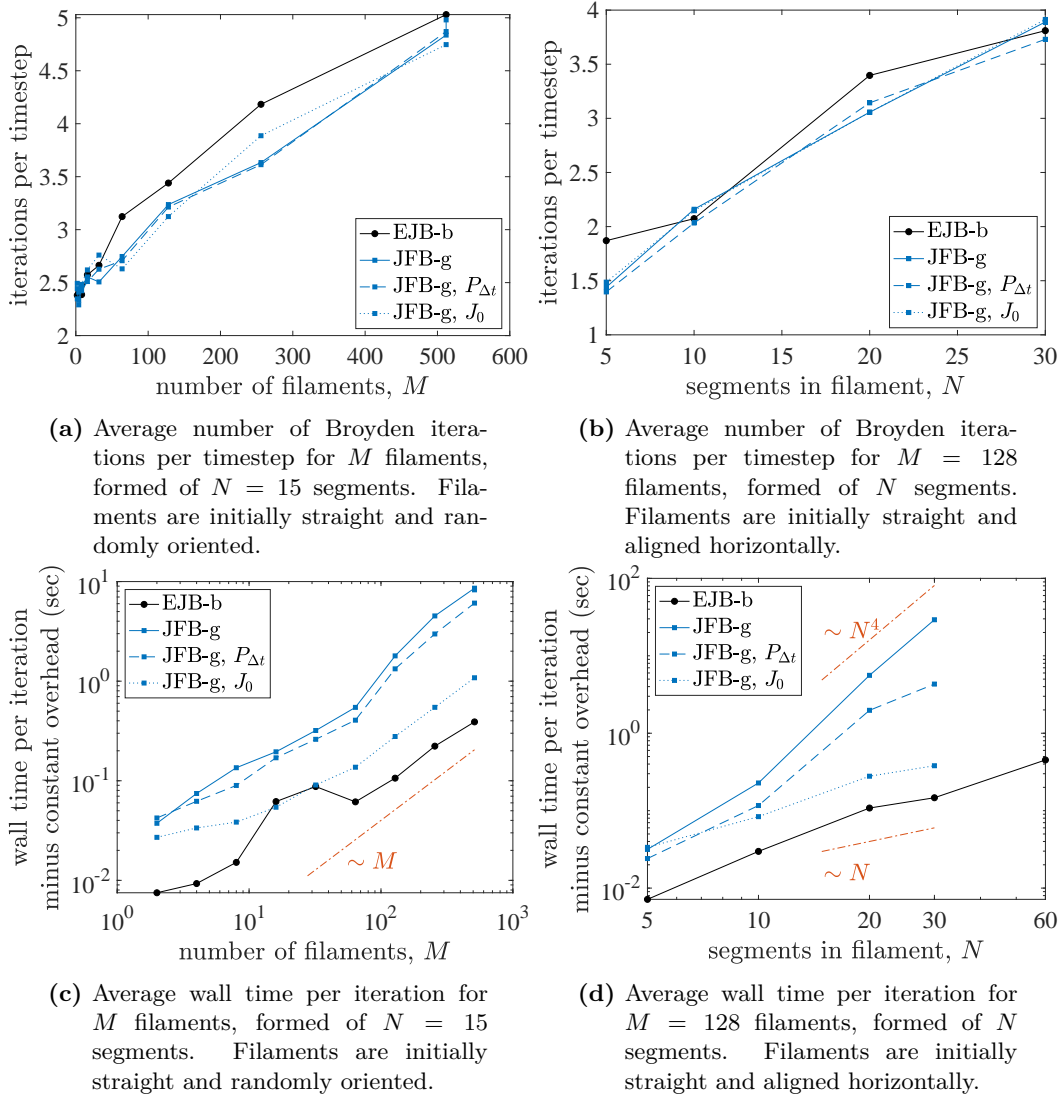 5
4.5
4
3.5
3
2.5
2
0 100 200 300 400 500 600
iterations per timestep
number of filaments, M
EJB-b
JFB-g
JFB-g, P_{Δt}
JFB-g, J_0
4
3.5
3
2.5
2
1.5
1
5 10 15 20 25 30
iterations per timestep
segments in filament, N
EJB-b
JFB-g
JFB-g, P_{Δt}
JFB-g, J_0
(a) Average number of Broyden itera-
tions per timestep for M filaments,
formed of N = 15 segments. Fila-
ments are initially straight and ran-
domly oriented.
(b) Average number of Broyden iter-
ations per timestep for M = 128
filaments, formed of N segments.
Filaments are initially straight and
aligned horizontally.
10^1
10^0
10^{-1}
10^{-2}
10^0 10^1 10^2 10^3
wall time per iteration
minus constant overhead (sec)
number of filaments, M
EJB-b
JFB-g
JFB-g, P_{Δt}
JFB-g, J_0
∼ M
10^2
10^0
10^{-2}
5 10 20 30 60
wall time per iteration
minus constant overhead (sec)
segments in filament, N
EJB-b
JFB-g
JFB-g, P_{Δt}
JFB-g, J_0
∼ N^4
∼ N
(c) Average wall time per iteration for
M filaments, formed of N = 15
segments. Filaments are initially
straight and randomly oriented.
(d) Average wall time per iteration for
M = 128 filaments, formed of N
segments. Filaments are initially
straight and aligned horizontally.